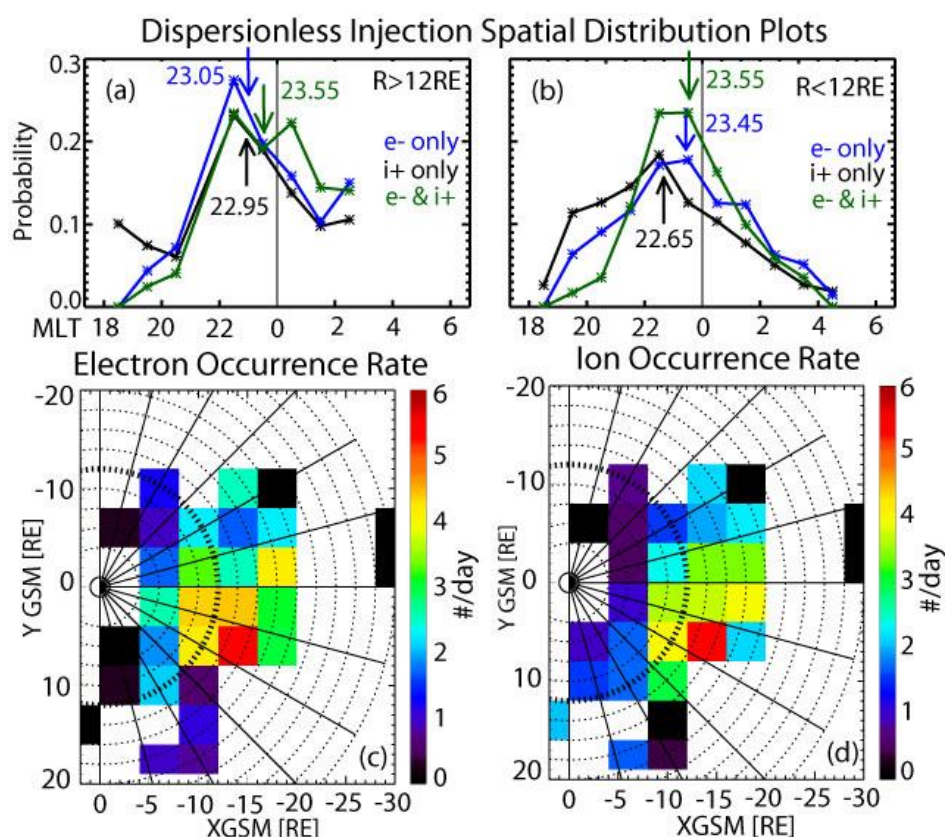 Dispersionless Injection Spatial Distribution Plots
0.3
0.2
0.1
0.0
Probability
(a)
23.05
23.55
R>12RE
e- only
i+ only
e- & i+
22.95
MLT 18 20 22 0 2 4 6
(b)
23.55
R<12RE
23.45
e- only
i+ only
e- & i+
22.65
18 20 22 0 2 4 6
Electron Occurrence Rate
-20
-10
0
10
20
Y GSM [RE]
(c)
0 -5 -10 -15 -20 -25 -30
XGSM [RE]
6
5
4
3
2
1
0
#/day
Ion Occurrence Rate
-20
-10
0
10
20
Y GSM [RE]
(d)
0 -5 -10 -15 -20 -25 -30
XGSM [RE]
6
5
4
3
2
1
0
#/day